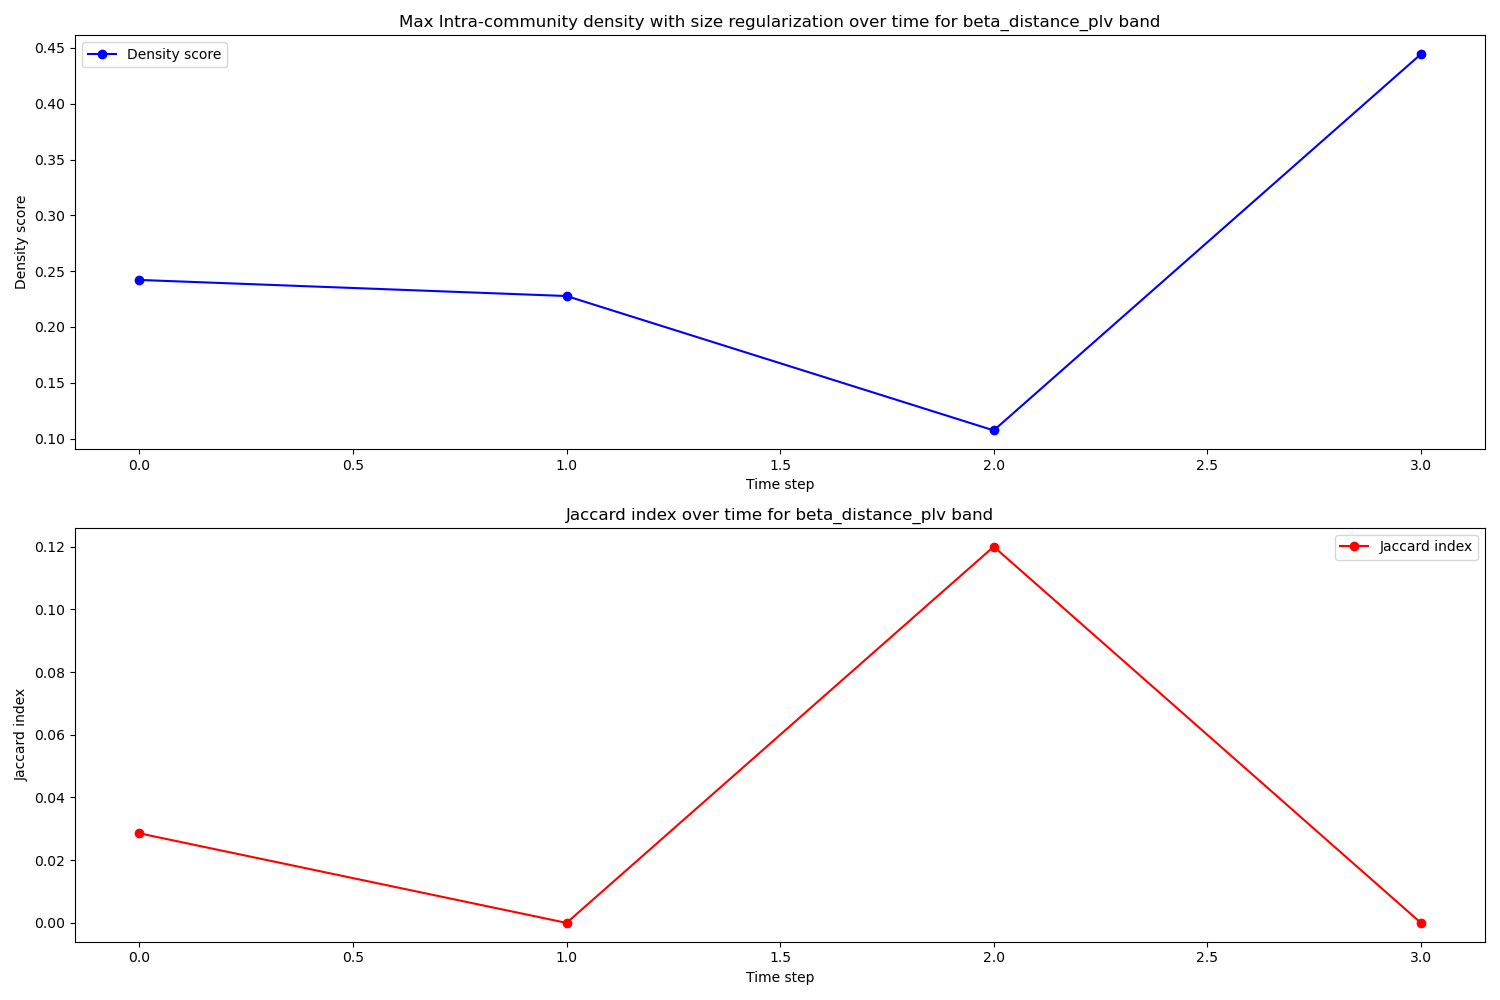 Max Intra-community density with size regularization over time for beta_distance_plv band
Density score
0.45
0.40
0.35
0.30
0.25
0.20
0.15
0.10
Density score
0.0 0.5 1.0 1.5 2.0 2.5 3.0
Time step
Jaccard index over time for beta_distance_plv band
Jaccard index
0.12
0.10
0.08
0.06
0.04
0.02
0.00
Jaccard index
0.0 0.5 1.0 1.5 2.0 2.5 3.0
Time step